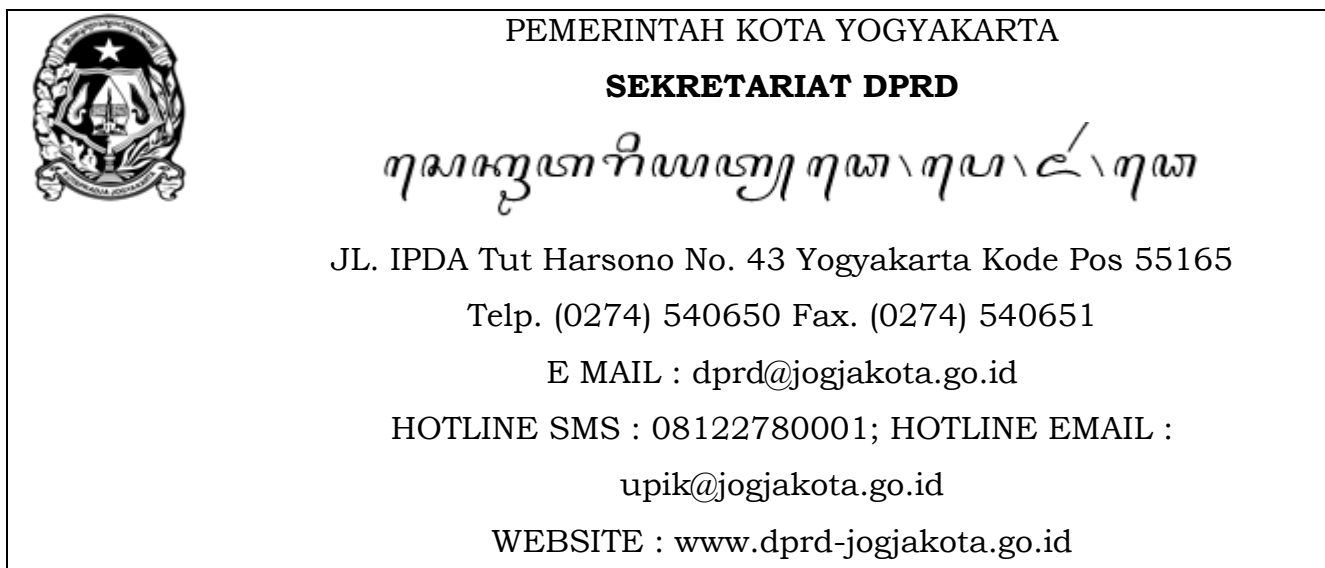 PEMERINTAH KOTA YOGYAKARTA
SEKRETARIAT DPRD
JL. IPDA Tut Harsono No. 43 Yogyakarta Kode Pos 55165
Telp. (0274) 540650 Fax. (0274) 540651
E MAIL : dprd@jogjakota.go.id
HOTLINE SMS : 08122780001; HOTLINE EMAIL :
upik@jogjakota.go.id
WEBSITE : www.dprd-jogjakota.go.id